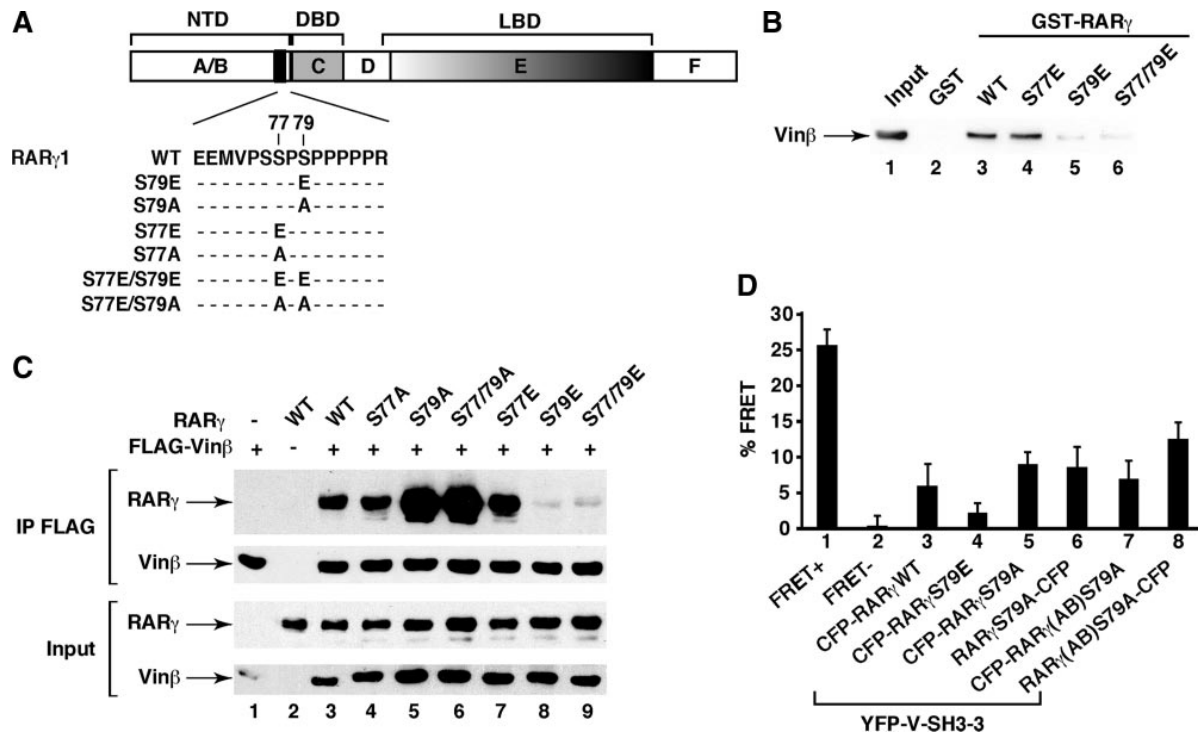 A
NTD DBD LBD
A/B C D E F
77 79
RARγ1 WT EEMVPSSPSPPPPPR
S79E - - - - - - - - E - - - - - -
S79A - - - - - - - - A - - - - - -
S77E - - - - - - E - - - - - - - -
S77A - - - - - - A - - - - - - - -
S77E/S79E - - - - - - E - E - - - - - -
S77E/S79A - - - - - - A - A - - - - - -
B
GST-RARγ
Input GST WT S77E S79E S77/79E
Vinβ
1 2 3 4 5 6
C
RARγ - WT WT S77A S79A S77/79A S77E S79E S77/79E
FLAG-Vinβ + - + + + + + + +
IP FLAG
RARγ
Vinβ
Input
RARγ
Vinβ
1 2 3 4 5 6 7 8 9
D
% FRET
30
25
20
15
10
5
0
1 2 3 4 5 6 7 8
FRET+
FRET-
CFP-RARγWT
CFP-RARγS79E
CFP-RARγS79A
RARγS79A-CFP
CFP-RARγ(AB)S79A
RARγ(AB)S79A-CFP
YFP-V-SH3-3